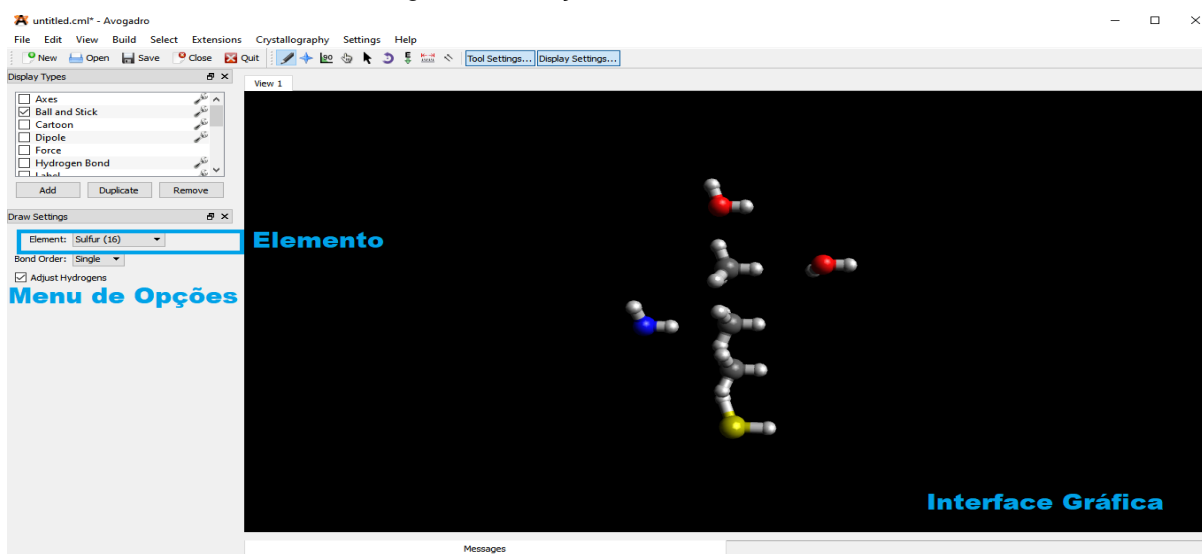 untitled.cml* - Avogadro
File Edit View Build Select Extensions Crystallography Settings Help
New Open Save Close Quit Tool Settings... Display Settings...
Display Types
View 1
Axes
Ball and Stick
Cartoon
Dipole
Force
Hydrogen Bond
Label
Add Duplicate Remove
Draw Settings
Element: Sulfur (16)
Elemento
Bond Order: Single
Adjust Hydrogens
Menu de Opções
Interface Gráfica
Messages